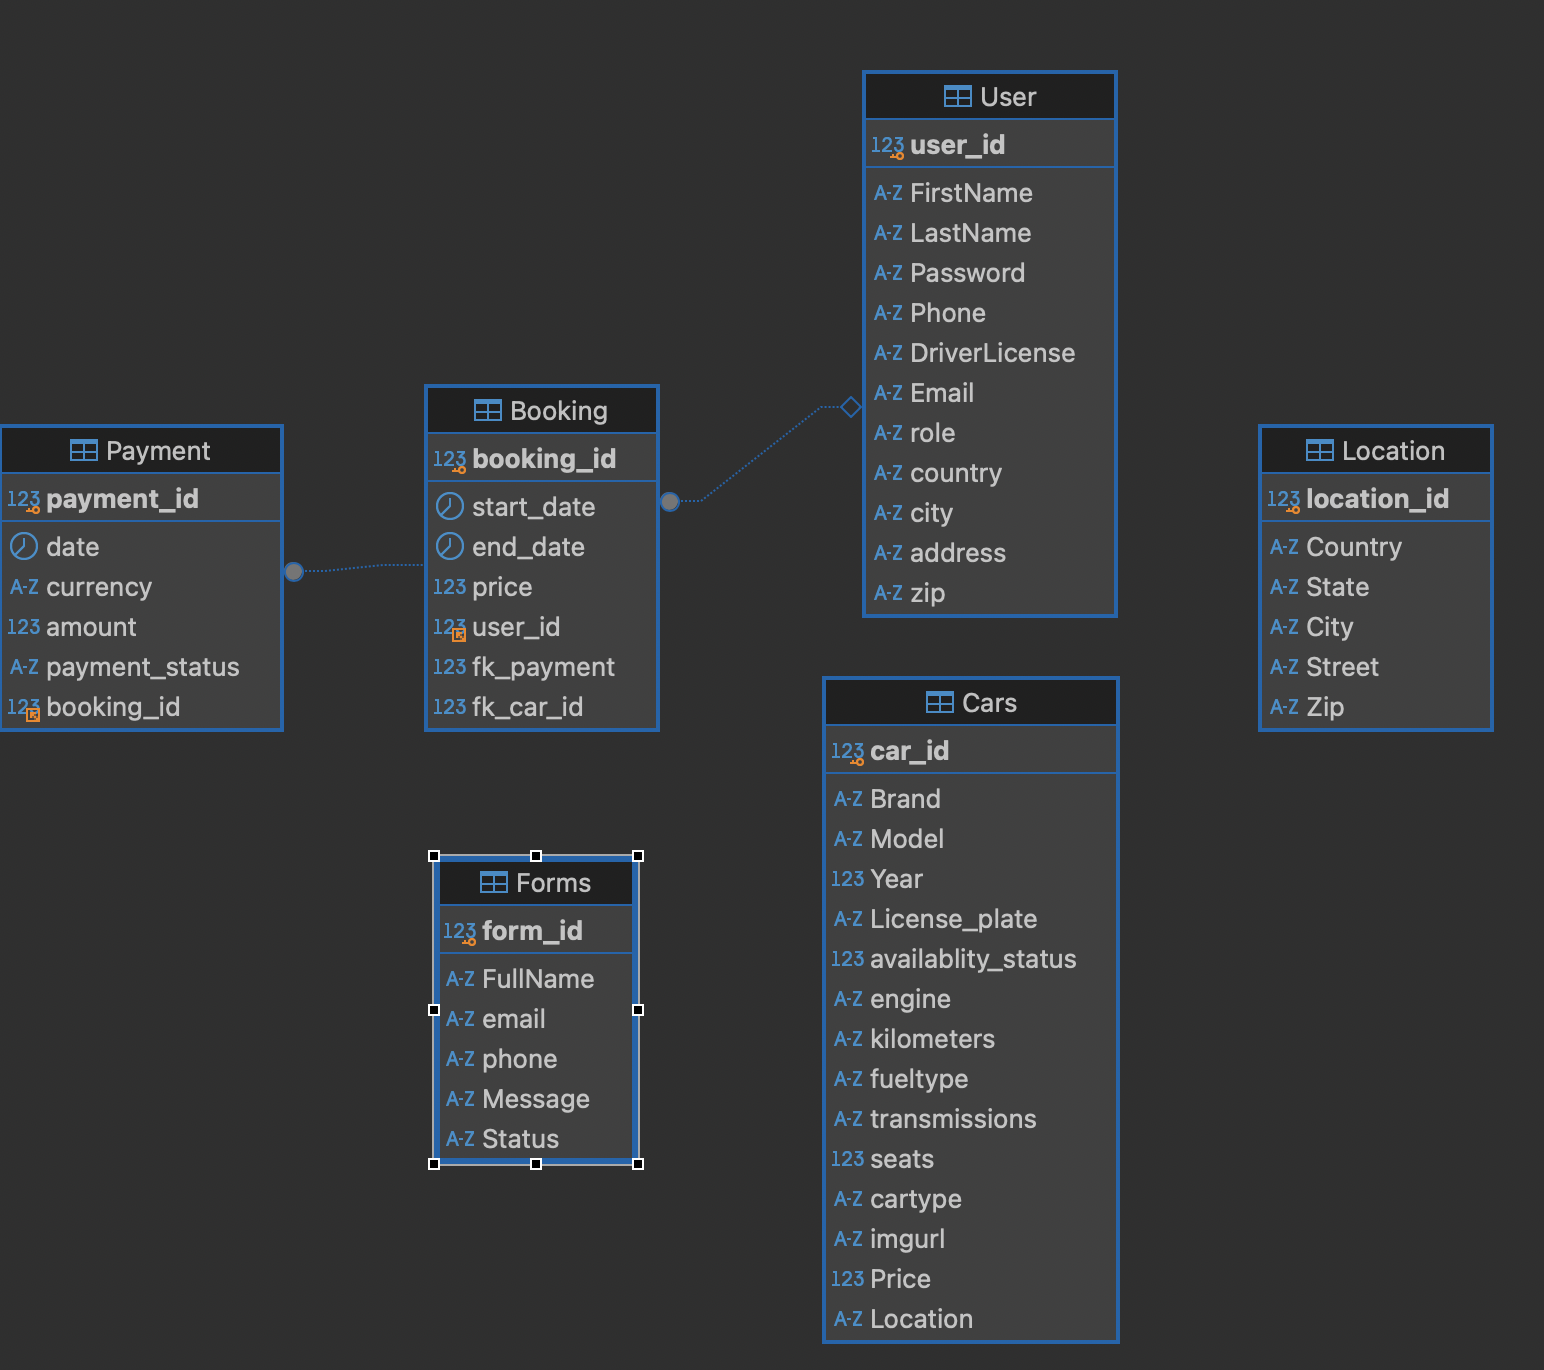 User
123 user_id
A-Z FirstName
A-Z LastName
A-Z Password
A-Z Phone
A-Z DriverLicense
A-Z Email
A-Z role
A-Z country
A-Z city
A-Z address
A-Z zip
Booking
123 booking_id
start_date
end_date
123 price
123 user_id
123 fk_payment
123 fk_car_id
Payment
123 payment_id
date
A-Z currency
123 amount
A-Z payment_status
123 booking_id
Location
123 location_id
A-Z Country
A-Z State
A-Z City
A-Z Street
A-Z Zip
Cars
123 car_id
A-Z Brand
A-Z Model
123 Year
A-Z License_plate
123 availablity_status
A-Z engine
A-Z kilometers
A-Z fueltype
A-Z transmissions
123 seats
A-Z cartype
A-Z imgurl
123 Price
A-Z Location
Forms
123 form_id
A-Z FullName
A-Z email
A-Z phone
A-Z Message
A-Z Status